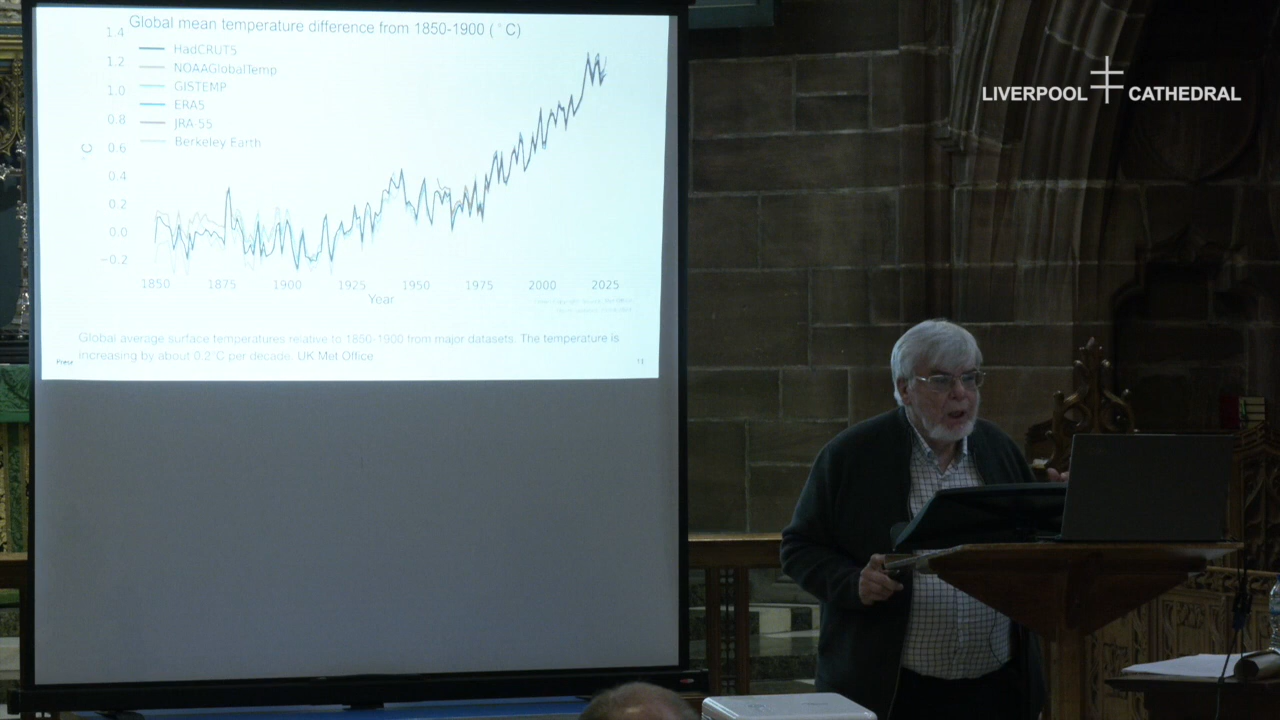 Global mean temperature difference from 1850-1900 (°C)
1.4
HadCRUT5
1.2
NOAAGlobalTemp
GISTEMP
1.0
ERA5
0.8
JRA 55
Berkeley Earth
0.6
°C
0.4
0.2
0.0
−0.2
1850 1875 1900 1925 1950 1975 2000 2025
Year
Global average surface temperatures relative to 1850-1900 from major datasets. The temperature is
increasing by about 0.2°C per decade. UK Met Office
13
LIVERPOOL CATHEDRAL